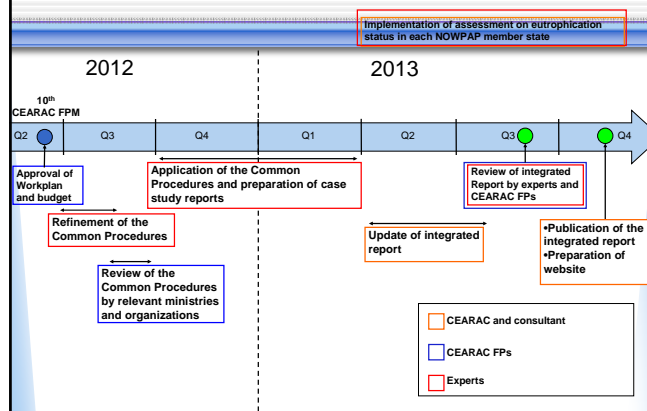 Implementation of assessment on eutrophication
status in each NOWPAP member state
2012
2013
10th
CEARAC FPM
Q2
Q3
Q4
Q1
Q2
Q3
Q4
Approval of
Workplan
and budget
Application of the Common
Procedures and preparation of case
study reports
Review of integrated
Report by experts and
CEARAC FPs
Refinement of the
Common Procedures
Update of integrated
report
•Publication of the
integrated report
•Preparation of
website
Review of the
Common Procedures
by relevant ministries
and organizations
CEARAC and consultant
CEARAC FPs
Experts